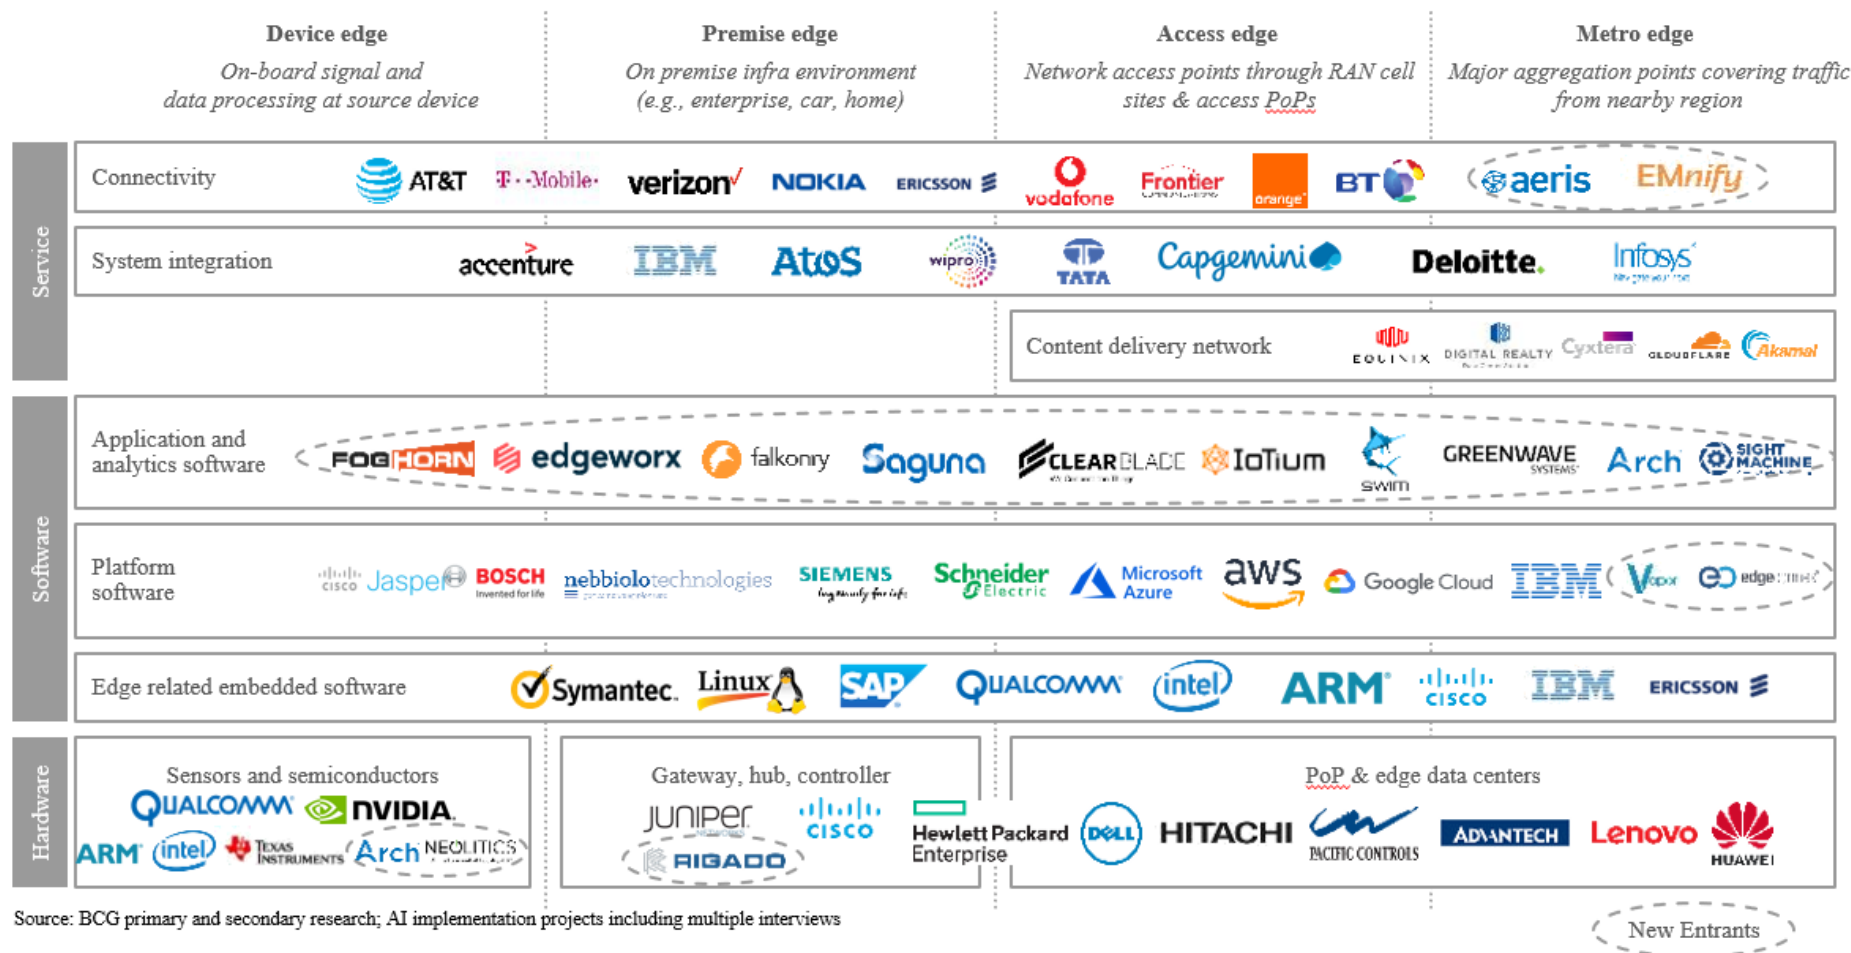 Device edge
On-board signal and
data processing at source device
Premise edge
On premise infra environment
(e.g., enterprise, car, home)
Access edge
Network access points through RAN cell
sites & access PoPs
Metro edge
Major aggregation points covering traffic
from nearby region
Service
Connectivity
AT&T
T-Mobile
verizon
NOKIA
ERICSSON
vodafone
Frontier
COMMUNICATIONS
orange
BT
aeris
EMnify
System integration
accenture
IBM
Atos
wipro
TATA
Capgemini
Deloitte.
Infosys
Content delivery network
EQUINIX
DIGITAL REALTY
Cyxtera
CLOUDFLARE
Akamai
Software
Application and
analytics software
FOGHORN
edgeworx
falkonry
Saguna
CLEARBLADE
IoTium
SWIM
GREENWAVE
SYSTEMS
Arch
SIGHT
MACHINE
Platform
software
CISCO
Jasper
BOSCH
Invented for life
nebbiolotechnologies
SIEMENS
Ingenuity for life
Schneider
Electric
Microsoft
Azure
aws
Google Cloud
IBM
Vapor
edge
Edge related embedded software
Symantec.
Linux
SAP
QUALCOMM
intel
ARM
CISCO
IBM
ERICSSON
Hardware
Sensors and semiconductors
QUALCOMM
NVIDIA.
ARM
intel
TEXAS
INSTRUMENTS
Arch
NEOLITICS
Gateway, hub, controller
JUNIPER
NETWORKS
CISCO
RIGADO
Hewlett Packard
Enterprise
PoP & edge data centers
DELL
HITACHI
PACIFIC CONTROLS
ADVANTECH
Lenovo
HUAWEI
Source: BCG primary and secondary research; AI implementation projects including multiple interviews
New Entrants